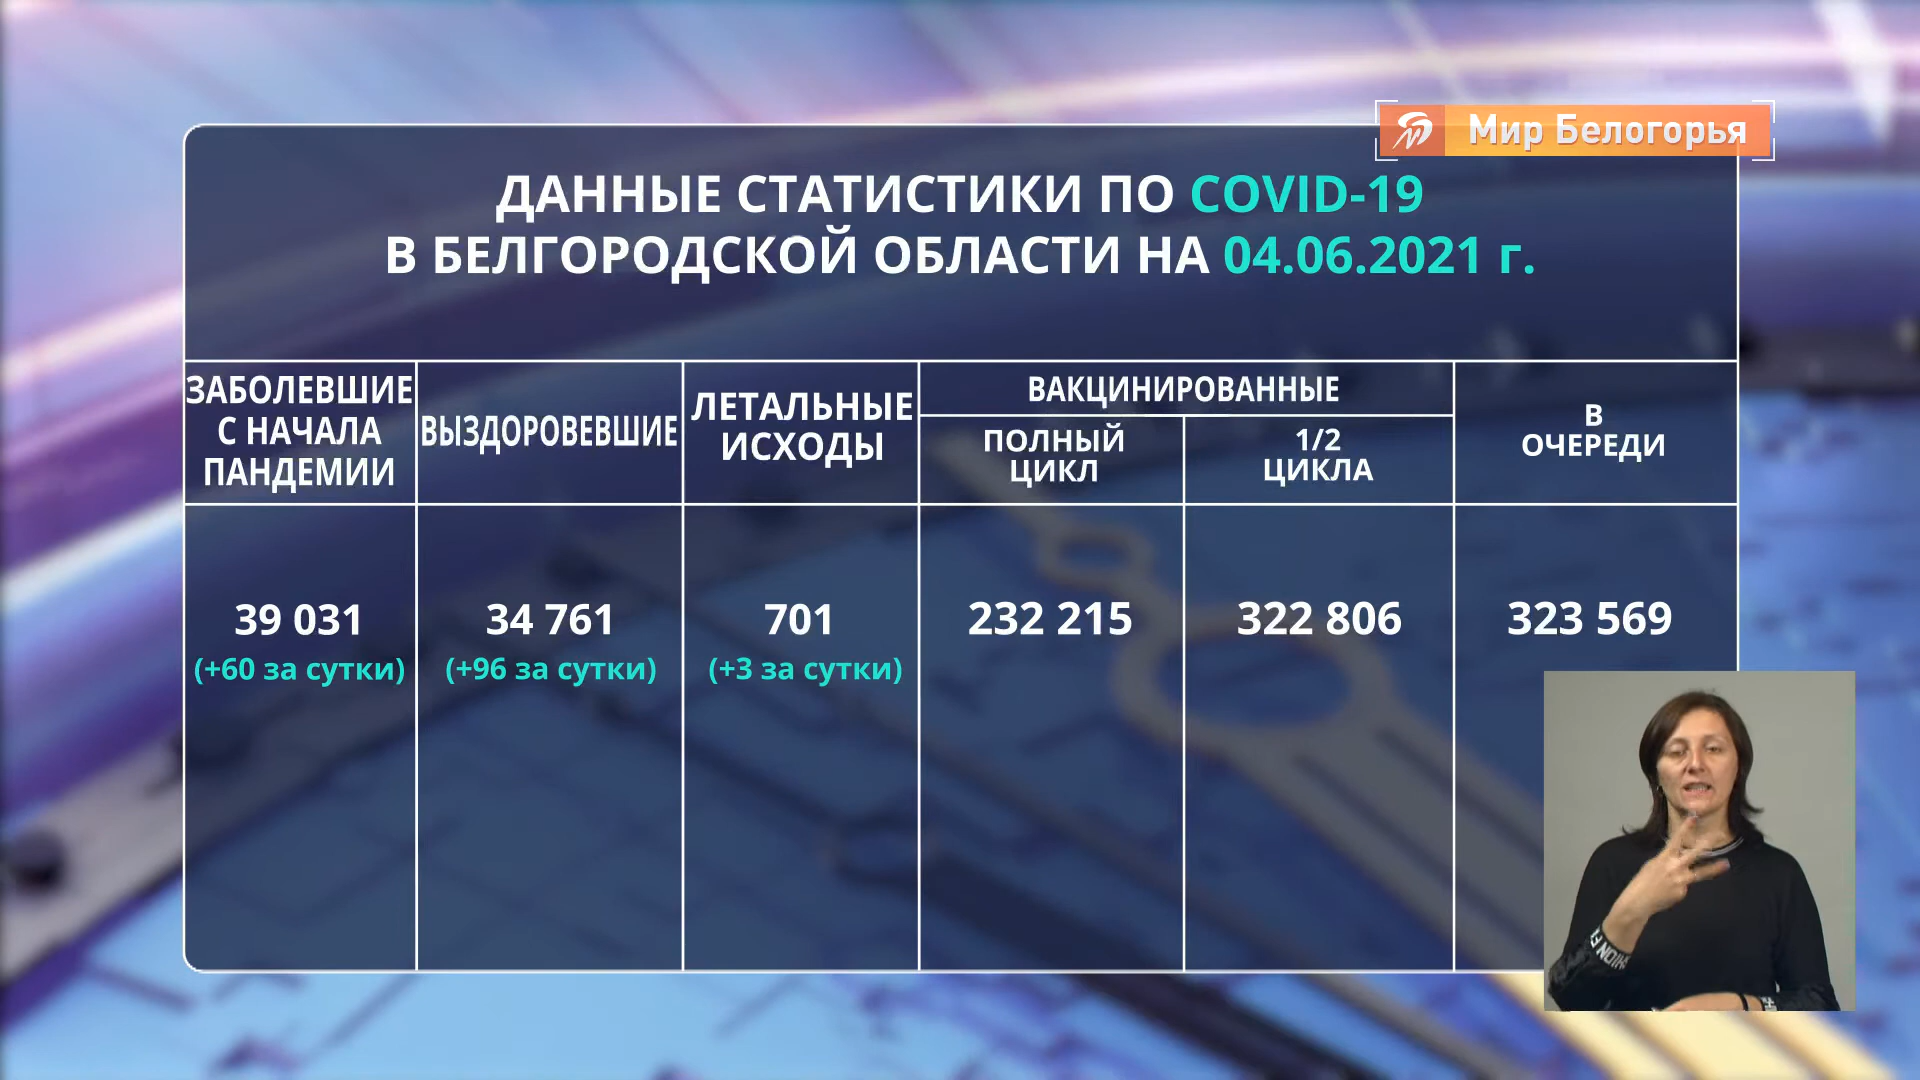 Мир Белогорья
ДАННЫЕ СТАТИСТИКИ ПО COVID-19
В БЕЛГОРОДСКОЙ ОБЛАСТИ НА 04.06.2021 г.
ЗАБОЛЕВШИЕ
С НАЧАЛА
ПАНДЕМИИ
ВЫЗДОРОВЕВШИЕ
ЛЕТАЛЬНЫЕ
ИСХОДЫ
ВАКЦИНИРОВАННЫЕ
ПОЛНЫЙ
ЦИКЛ
1/2
ЦИКЛА
В
ОЧЕРЕДИ
39 031
(+60 за сутки)
34 761
(+96 за сутки)
701
(+3 за сутки)
232 215
322 806
323 569